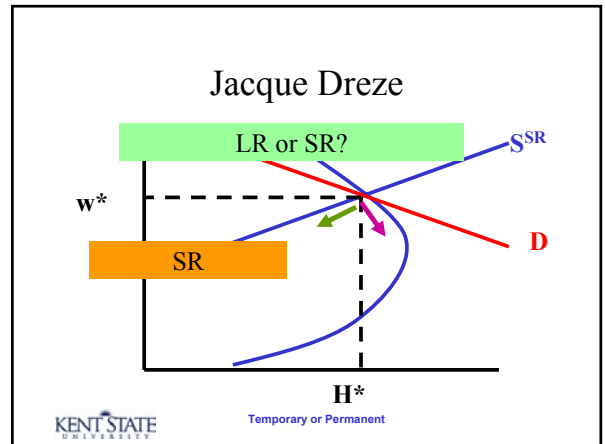 Jacque Dreze
LR or SR?
S^SR
w*
D
SR
H*
KENT STATE
UNIVERSITY
Temporary or Permanent